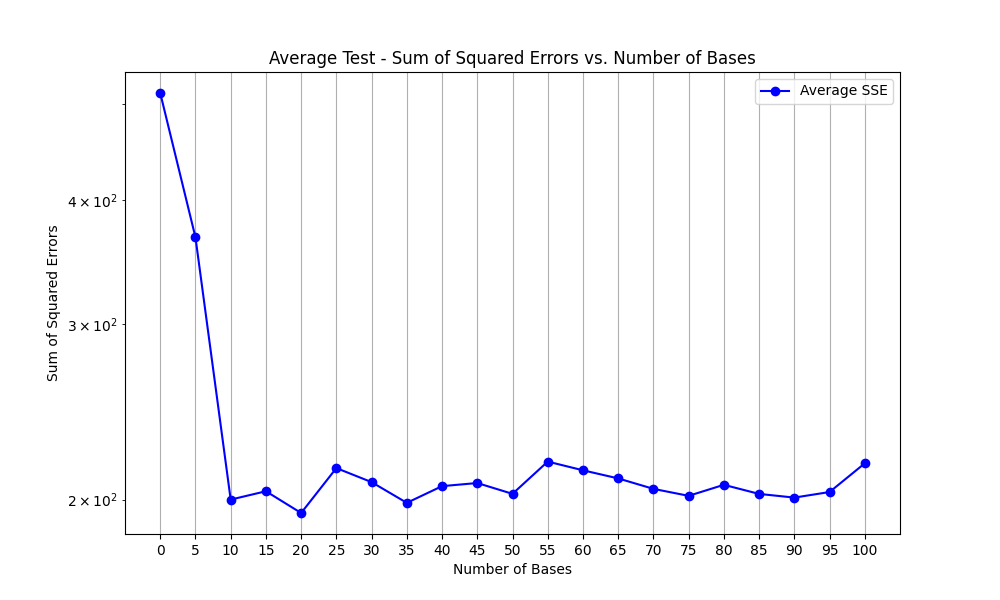 Average Test - Sum of Squared Errors vs. Number of Bases
Average SSE
Sum of Squared Errors
4 × 10²
3 × 10²
2 × 10²
0 5 10 15 20 25 30 35 40 45 50 55 60 65 70 75 80 85 90 95 100
Number of Bases